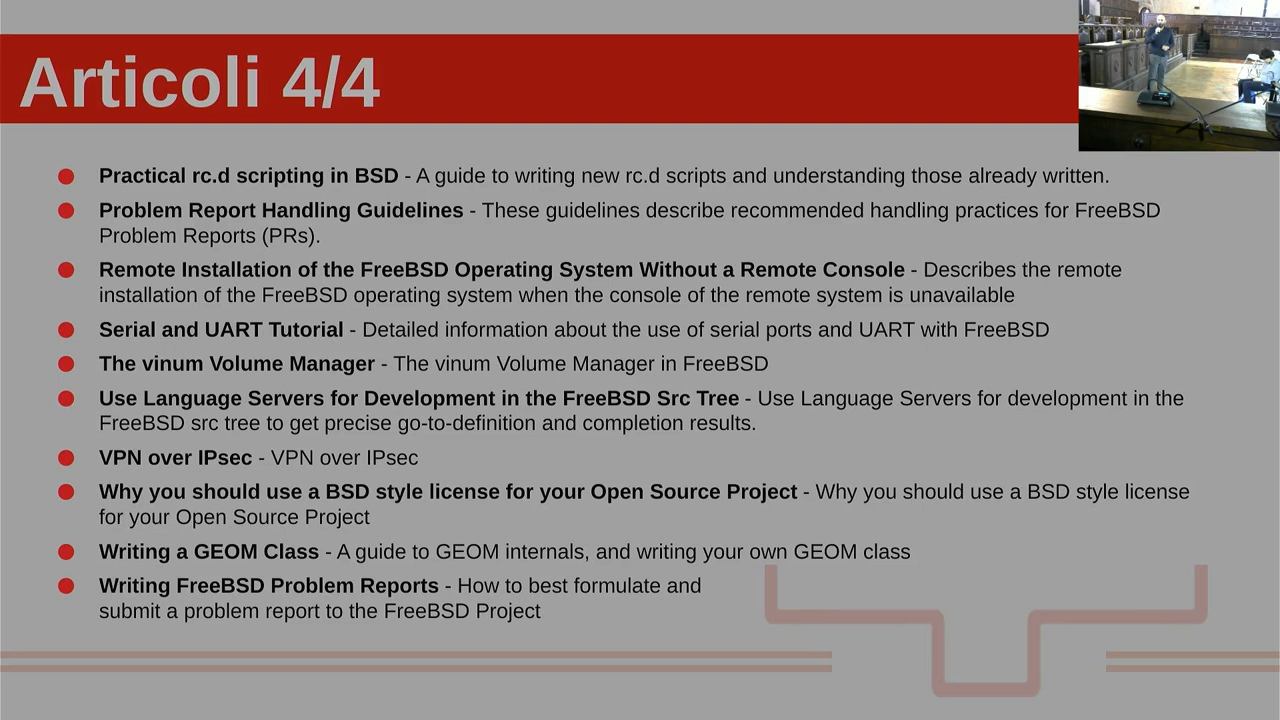 Articoli 4/4
Practical rc.d scripting in BSD - A guide to writing new rc.d scripts and understanding those already written.
Problem Report Handling Guidelines - These guidelines describe recommended handling practices for FreeBSD
Problem Reports (PRs).
Remote Installation of the FreeBSD Operating System Without a Remote Console - Describes the remote
installation of the FreeBSD operating system when the console of the remote system is unavailable
Serial and UART Tutorial - Detailed information about the use of serial ports and UART with FreeBSD
The vinum Volume Manager - The vinum Volume Manager in FreeBSD
Use Language Servers for Development in the FreeBSD Src Tree - Use Language Servers for development in the
FreeBSD src tree to get precise go-to-definition and completion results.
VPN over IPsec - VPN over IPsec
Why you should use a BSD style license for your Open Source Project - Why you should use a BSD style license
for your Open Source Project
Writing a GEOM Class - A guide to GEOM internals, and writing your own GEOM class
Writing FreeBSD Problem Reports - How to best formulate and
submit a problem report to the FreeBSD Project